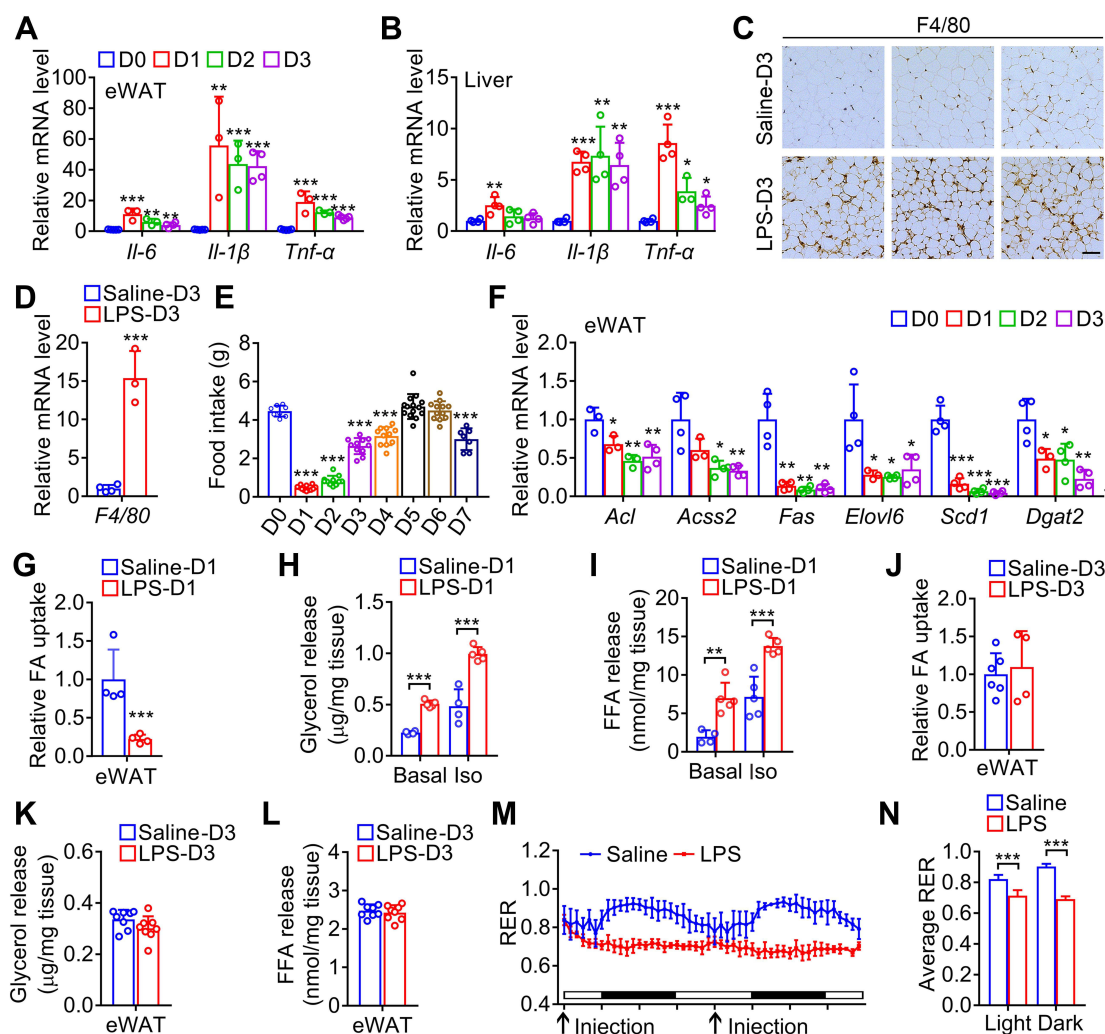 A
D0 D1 D2 D3
Relative mRNA level
100
80
60
40
20
0
eWAT
** *** ***
*** ** **
*** *** ***
Il-6 Il-1β Tnf-α
B
Relative mRNA level
15
10
5
0
Liver
**
*** ** **
*** * *
Il-6 Il-1β Tnf-α
C
F4/80
Saline-D3
LPS-D3
D
Saline-D3
LPS-D3
Relative mRNA level
20
15
10
5
0
***
F4/80
E
Food intake (g)
8
6
4
2
0
*** *** *** *** ***
D0 D1 D2 D3 D4 D5 D6 D7
F
eWAT
D0 D1 D2 D3
Relative mRNA level
2.0
1.5
1.0
0.5
0.0
* ** **
* **
** ** **
* * *
*** *** ***
* * **
Acl Acss2 Fas Elovl6 Scd1 Dgat2
G
Saline-D1
LPS-D1
Relative FA uptake
2.0
1.5
1.0
0.5
0.0
***
eWAT
H
Saline-D1
LPS-D1
Glycerol release
(μg/mg tissue)
1.5
1.0
0.5
0.0
*** ***
Basal Iso
I
Saline-D1
LPS-D1
FFA release
(nmol/mg tissue)
20
15
10
5
0
** ***
Basal Iso
J
Saline-D3
LPS-D3
Relative FA uptake
2.0
1.5
1.0
0.5
0.0
eWAT
K
Saline-D3
LPS-D3
Glycerol release
(μg/mg tissue)
0.6
0.4
0.2
0.0
eWAT
L
Saline-D3
LPS-D3
FFA release
(nmol/mg tissue)
4
3
2
1
0
eWAT
M
Saline LPS
RER
1.2
1.0
0.8
0.6
0.4
↑ Injection ↑ Injection
N
Saline
LPS
Average RER
1.0
0.8
0.6
0.4
0.2
0.0
*** ***
Light Dark